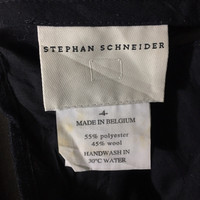 STEPHAN SCHNEIDER
-4-
MADE IN BELGIUM
55% polyester
45% wool
HANDWASH IN
30°C WATER